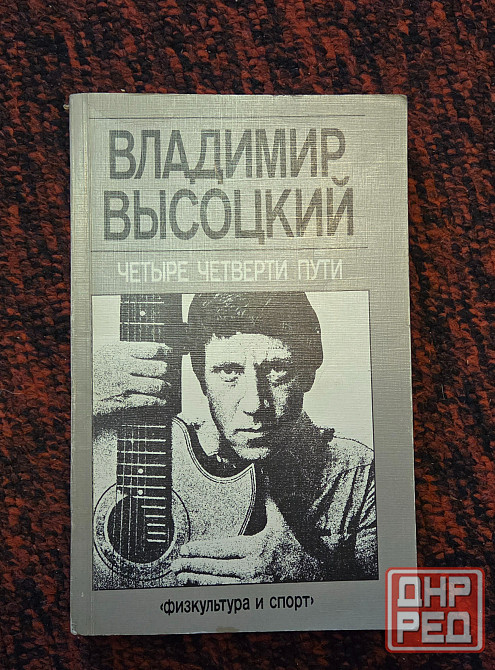 ВЛАДИМИР
ВЫСОЦКИЙ
ЧЕТЫРЕ ЧЕТВЕРТИ ПУТИ
‹физкультура и спорт›
ДНР
РЕД